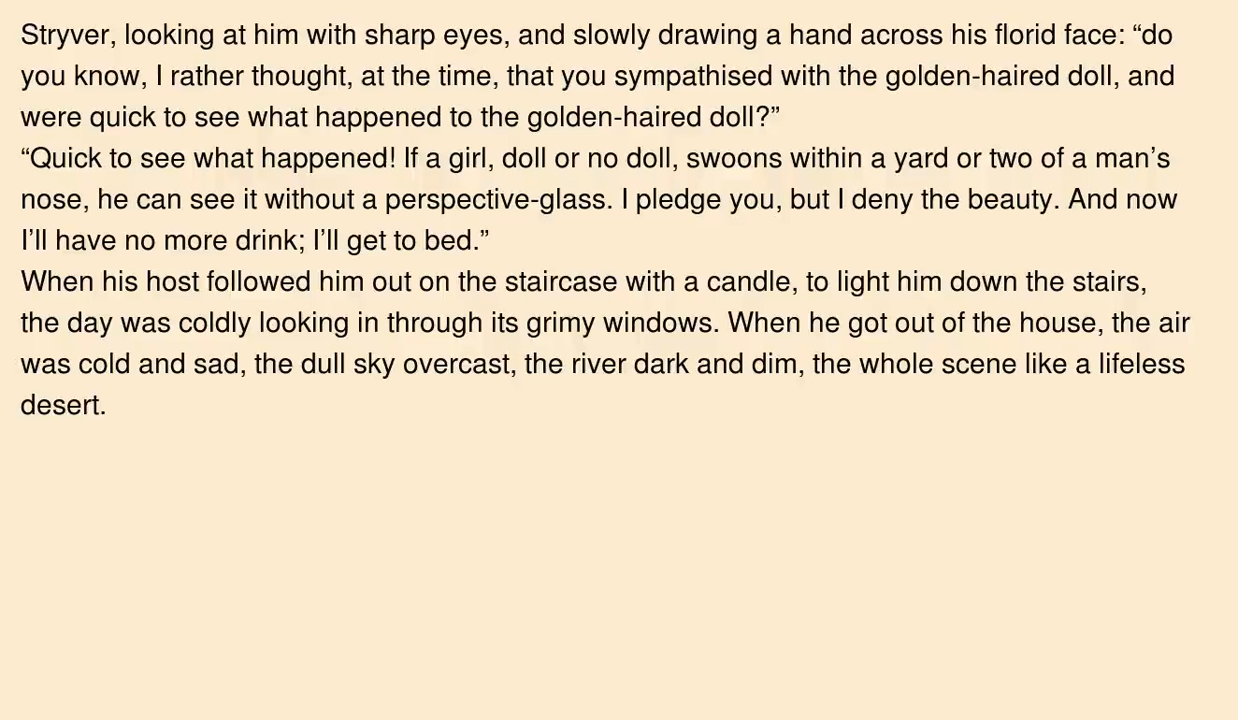 Stryver, looking at him with sharp eyes, and slowly drawing a hand across his florid face: “do
you know, I rather thought, at the time, that you sympathised with the golden-haired doll, and
were quick to see what happened to the golden-haired doll?”
“Quick to see what happened! If a girl, doll or no doll, swoons within a yard or two of a man’s
nose, he can see it without a perspective-glass. I pledge you, but I deny the beauty. And now
I’ll have no more drink; I’ll get to bed.”
When his host followed him out on the staircase with a candle, to light him down the stairs,
the day was coldly looking in through its grimy windows. When he got out of the house, the air
was cold and sad, the dull sky overcast, the river dark and dim, the whole scene like a lifeless
desert.